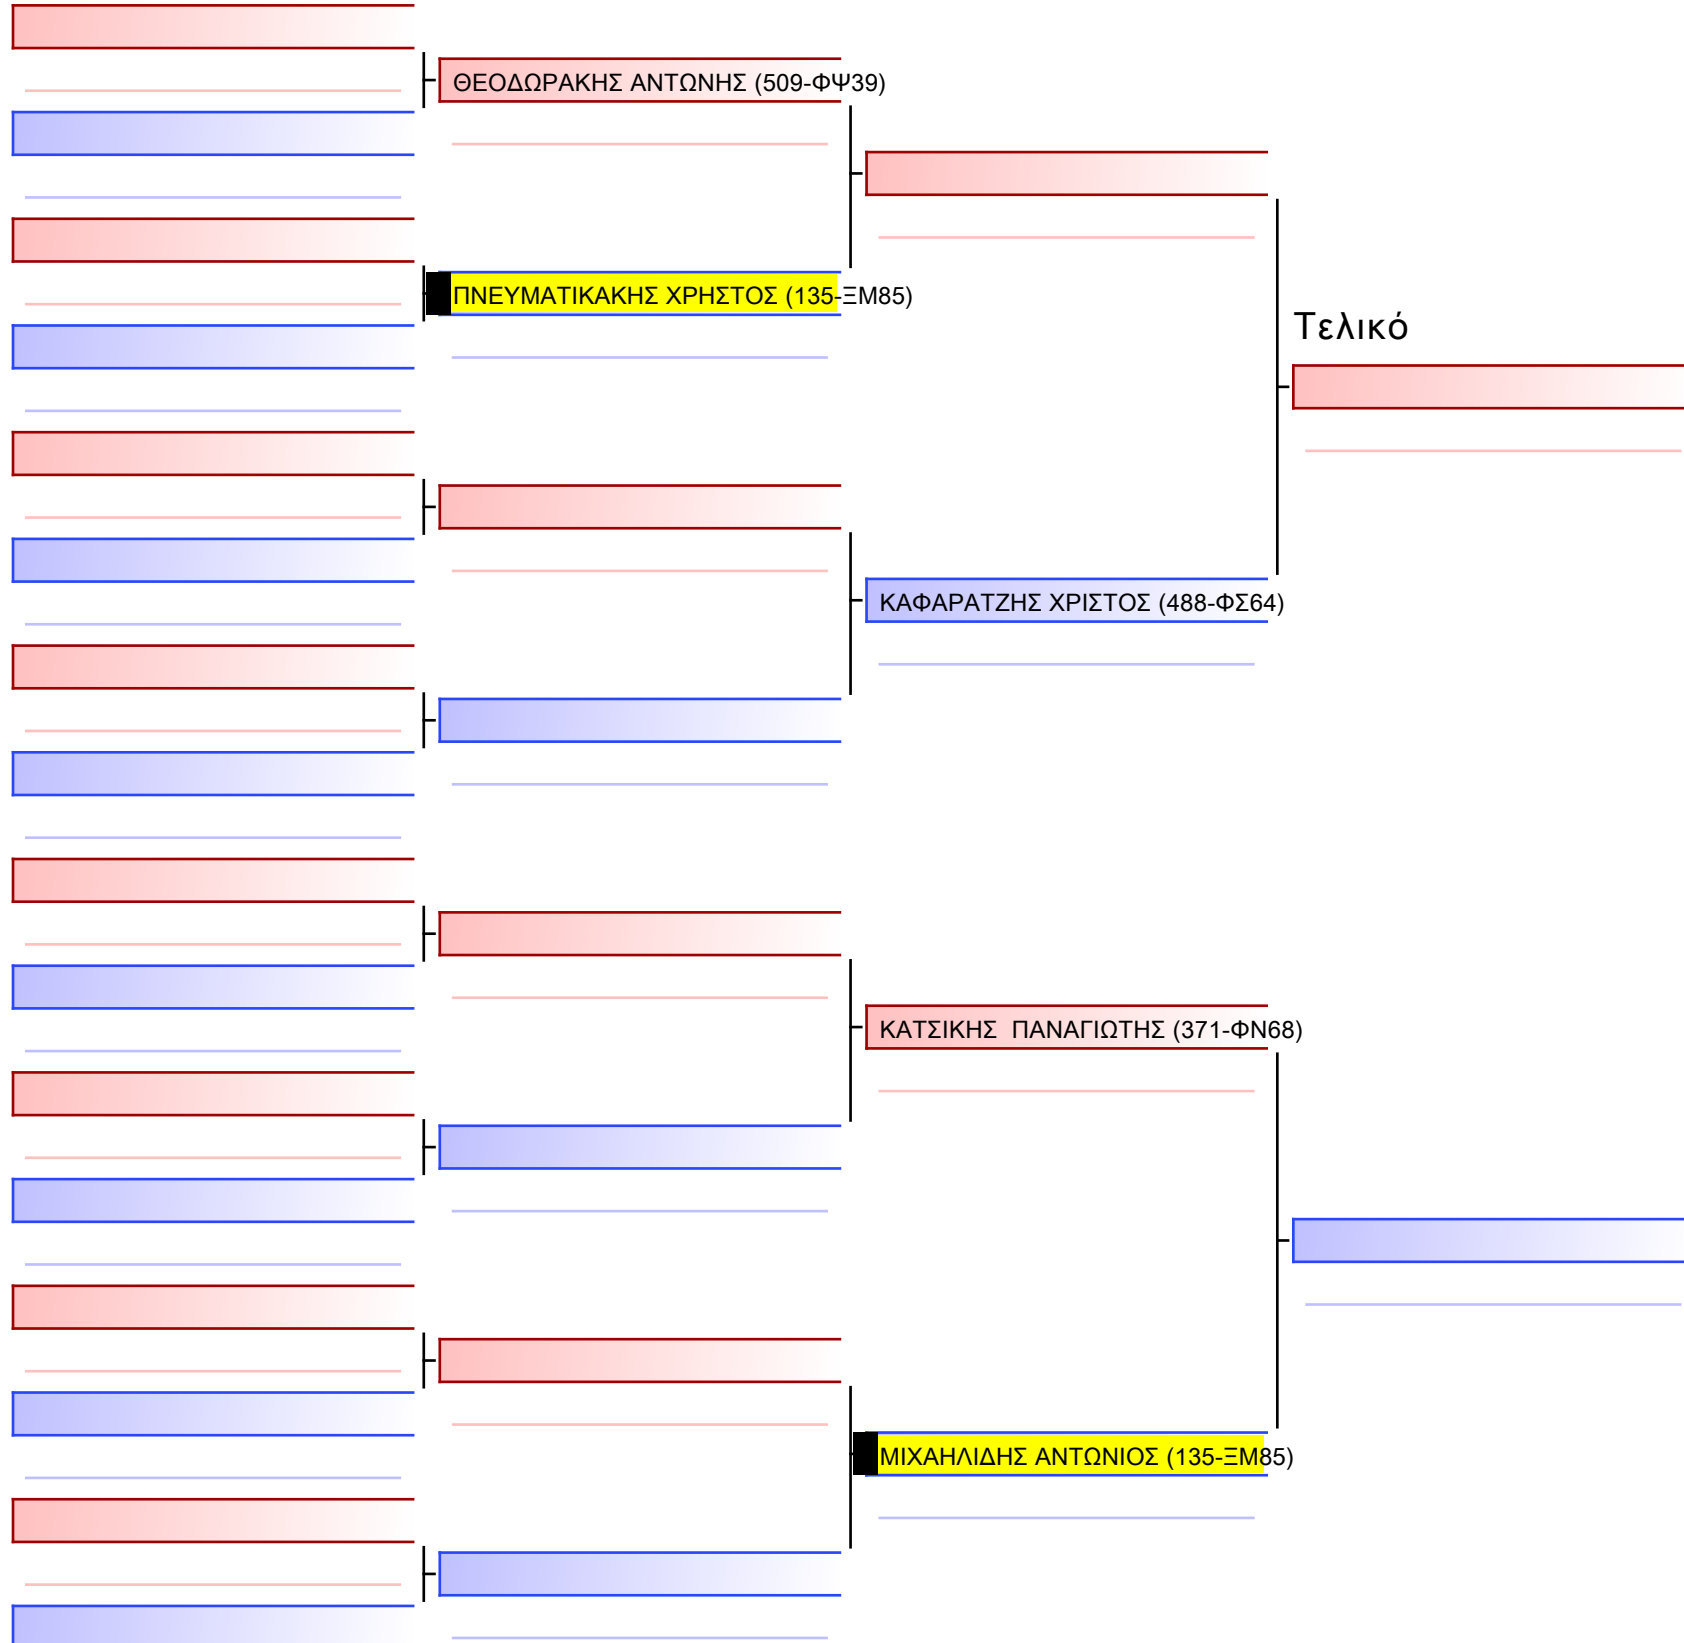 ΘΕΟΔΩΡΑΚΗΣ ΑΝΤΩΝΗΣ (509-ΦΨ39)
ΠΝΕΥΜΑΤΙΚΑΚΗΣ ΧΡΗΣΤΟΣ (135-ΞΜ85)
Τελικό
ΚΑΦΑΡΑΤΖΗΣ ΧΡΙΣΤΟΣ (488-ΦΣ64)
ΚΑΤΣΙΚΗΣ  ΠΑΝΑΓΙΩΤΗΣ (371-ΦΝ68)
ΜΙΧΑΗΛΙΔΗΣ ΑΝΤΩΝΙΟΣ (135-ΞΜ85)